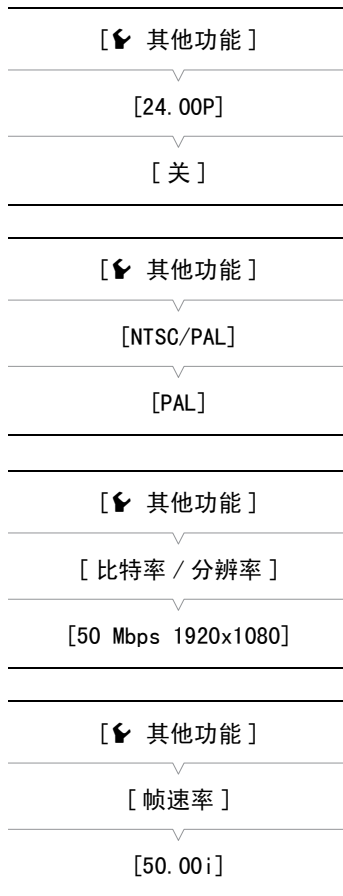 [ 其他功能 ]
[24.00P]
[ 关 ]
[ 其他功能 ]
[NTSC/PAL]
[PAL]
[ 其他功能 ]
[ 比特率 / 分辨率 ]
[50 Mbps 1920x1080]
[ 其他功能 ]
[ 帧速率 ]
[50.00i]